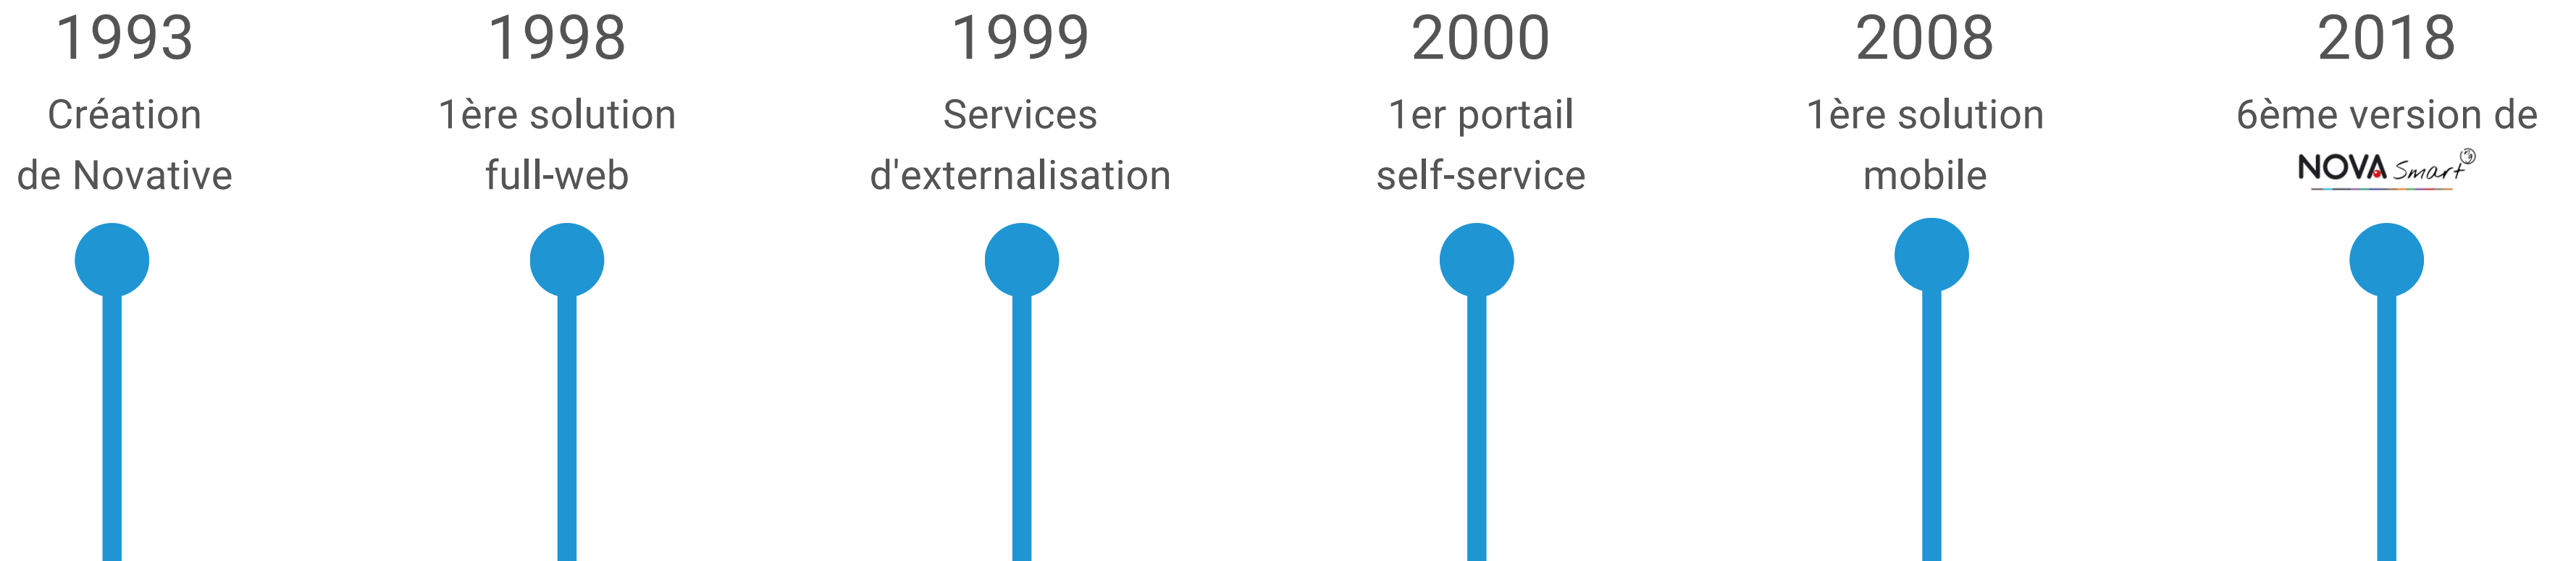 1993
Création
de Novative
1998
1ère solution
full-web
1999
Services
d'externalisation
2000
1er portail
self-service
2008
1ère solution
mobile
2018
6ème version de
NOVA Smart